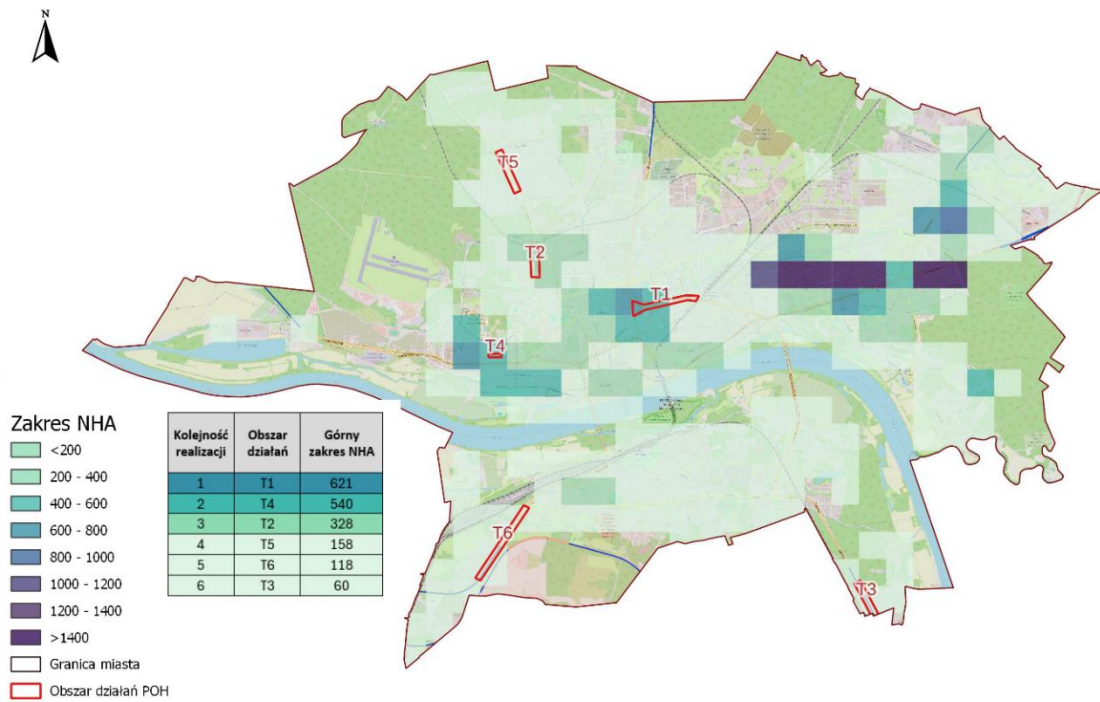 N
T5
T2
T1
T4
T6
T3
Zakres NHA
<200
200 - 400
400 - 600
600 - 800
800 - 1000
1000 - 1200
1200 - 1400
>1400
Granica miasta
Obszar działań POH
Kolejność realizacji Obszar działań Górny zakres NHA
1 T1 621
2 T4 540
3 T2 328
4 T5 158
5 T6 118
6 T3 60